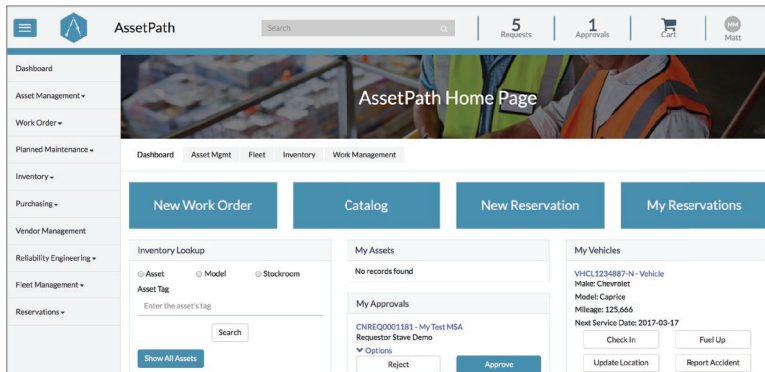 AssetPath
Search
5
Requests
1
Approvals
Cart
MM
Matt
Dashboard
Asset Management
Work Order
Planned Maintenance
Inventory
Purchasing
Vendor Management
Reliability Engineering
Fleet Management
Reservations
AssetPath Home Page
Dashboard Asset Mgmt Fleet Inventory Work Management
New Work Order
Catalog
New Reservation
My Reservations
Inventory Lookup
Asset Model Stockroom
Asset Tag
Enter the asset's tag
Search
Show All Assets
My Assets
No records found
My Approvals
CNREQ0001181 - My Test MSA
Requestor Stave Demo
Options
Reject Approve
My Vehicles
VHCL1234887-N - Vehicle
Make: Chevrolet
Model: Caprice
Mileage: 125,666
Next Service Date: 2017-03-17
Check In Fuel Up
Update Location Report Accident